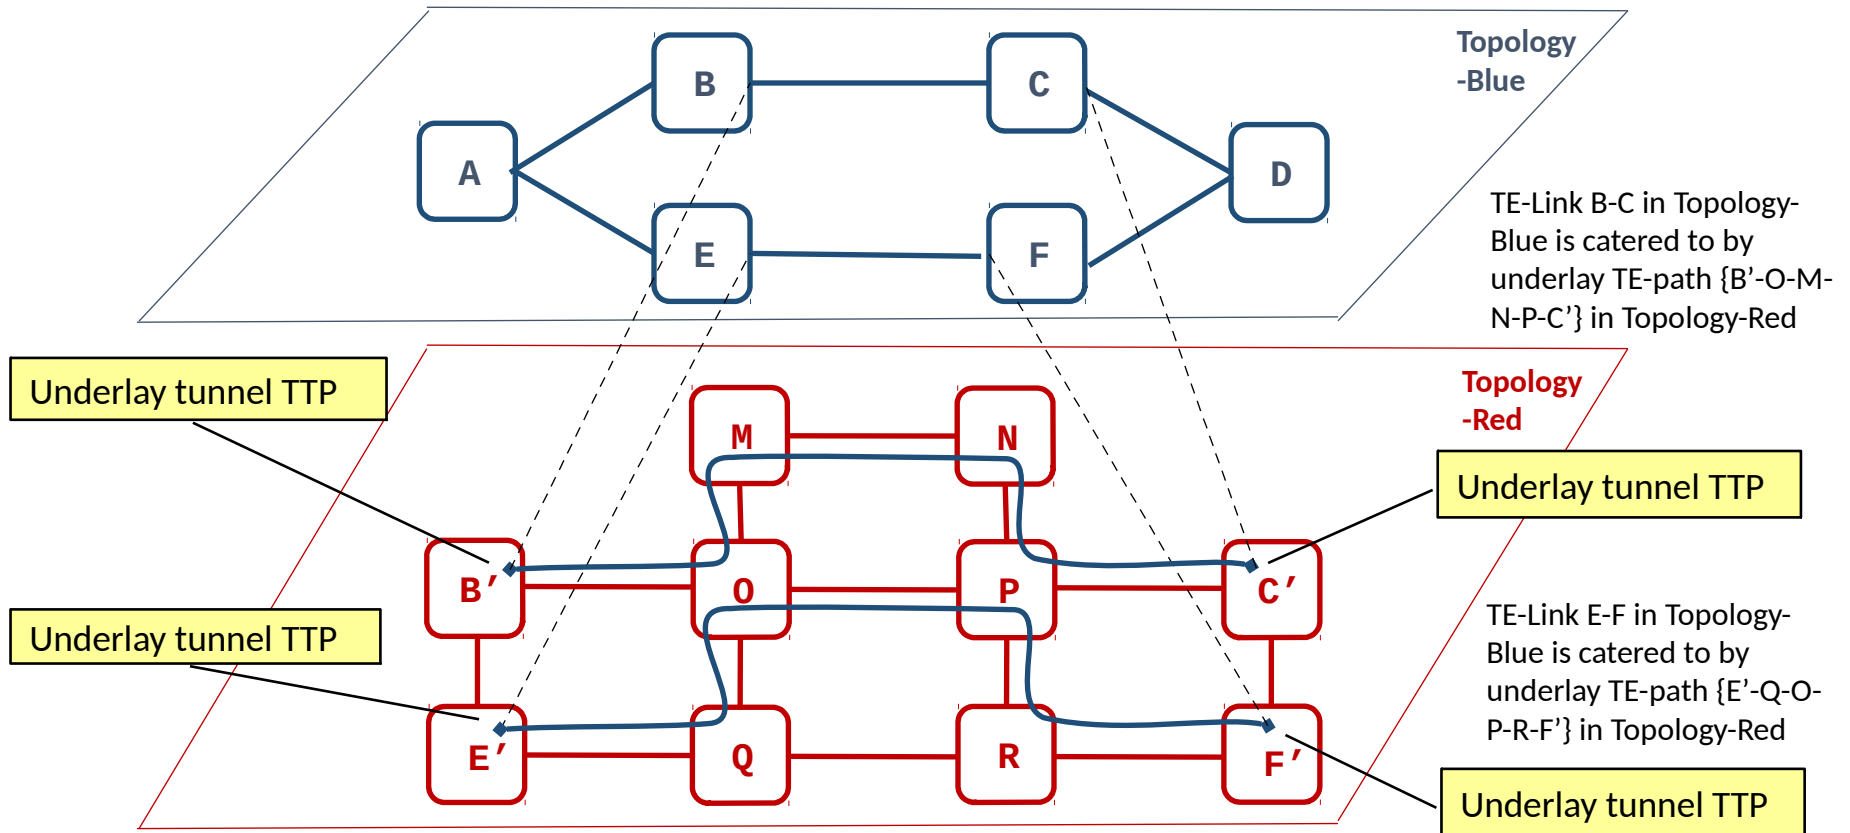 Topology
-Blue
B
C
A
D
E
F
TE-Link B-C in Topology-
Blue is catered to by
underlay TE-path {B’-O-M-
N-P-C’} in Topology-Red
Underlay tunnel TTP
Topology
-Red
M
N
Underlay tunnel TTP
B’
O
P
C’
Underlay tunnel TTP
TE-Link E-F in Topology-
Blue is catered to by
underlay TE-path {E’-Q-O-
P-R-F’} in Topology-Red
E’
Q
R
F’
Underlay tunnel TTP